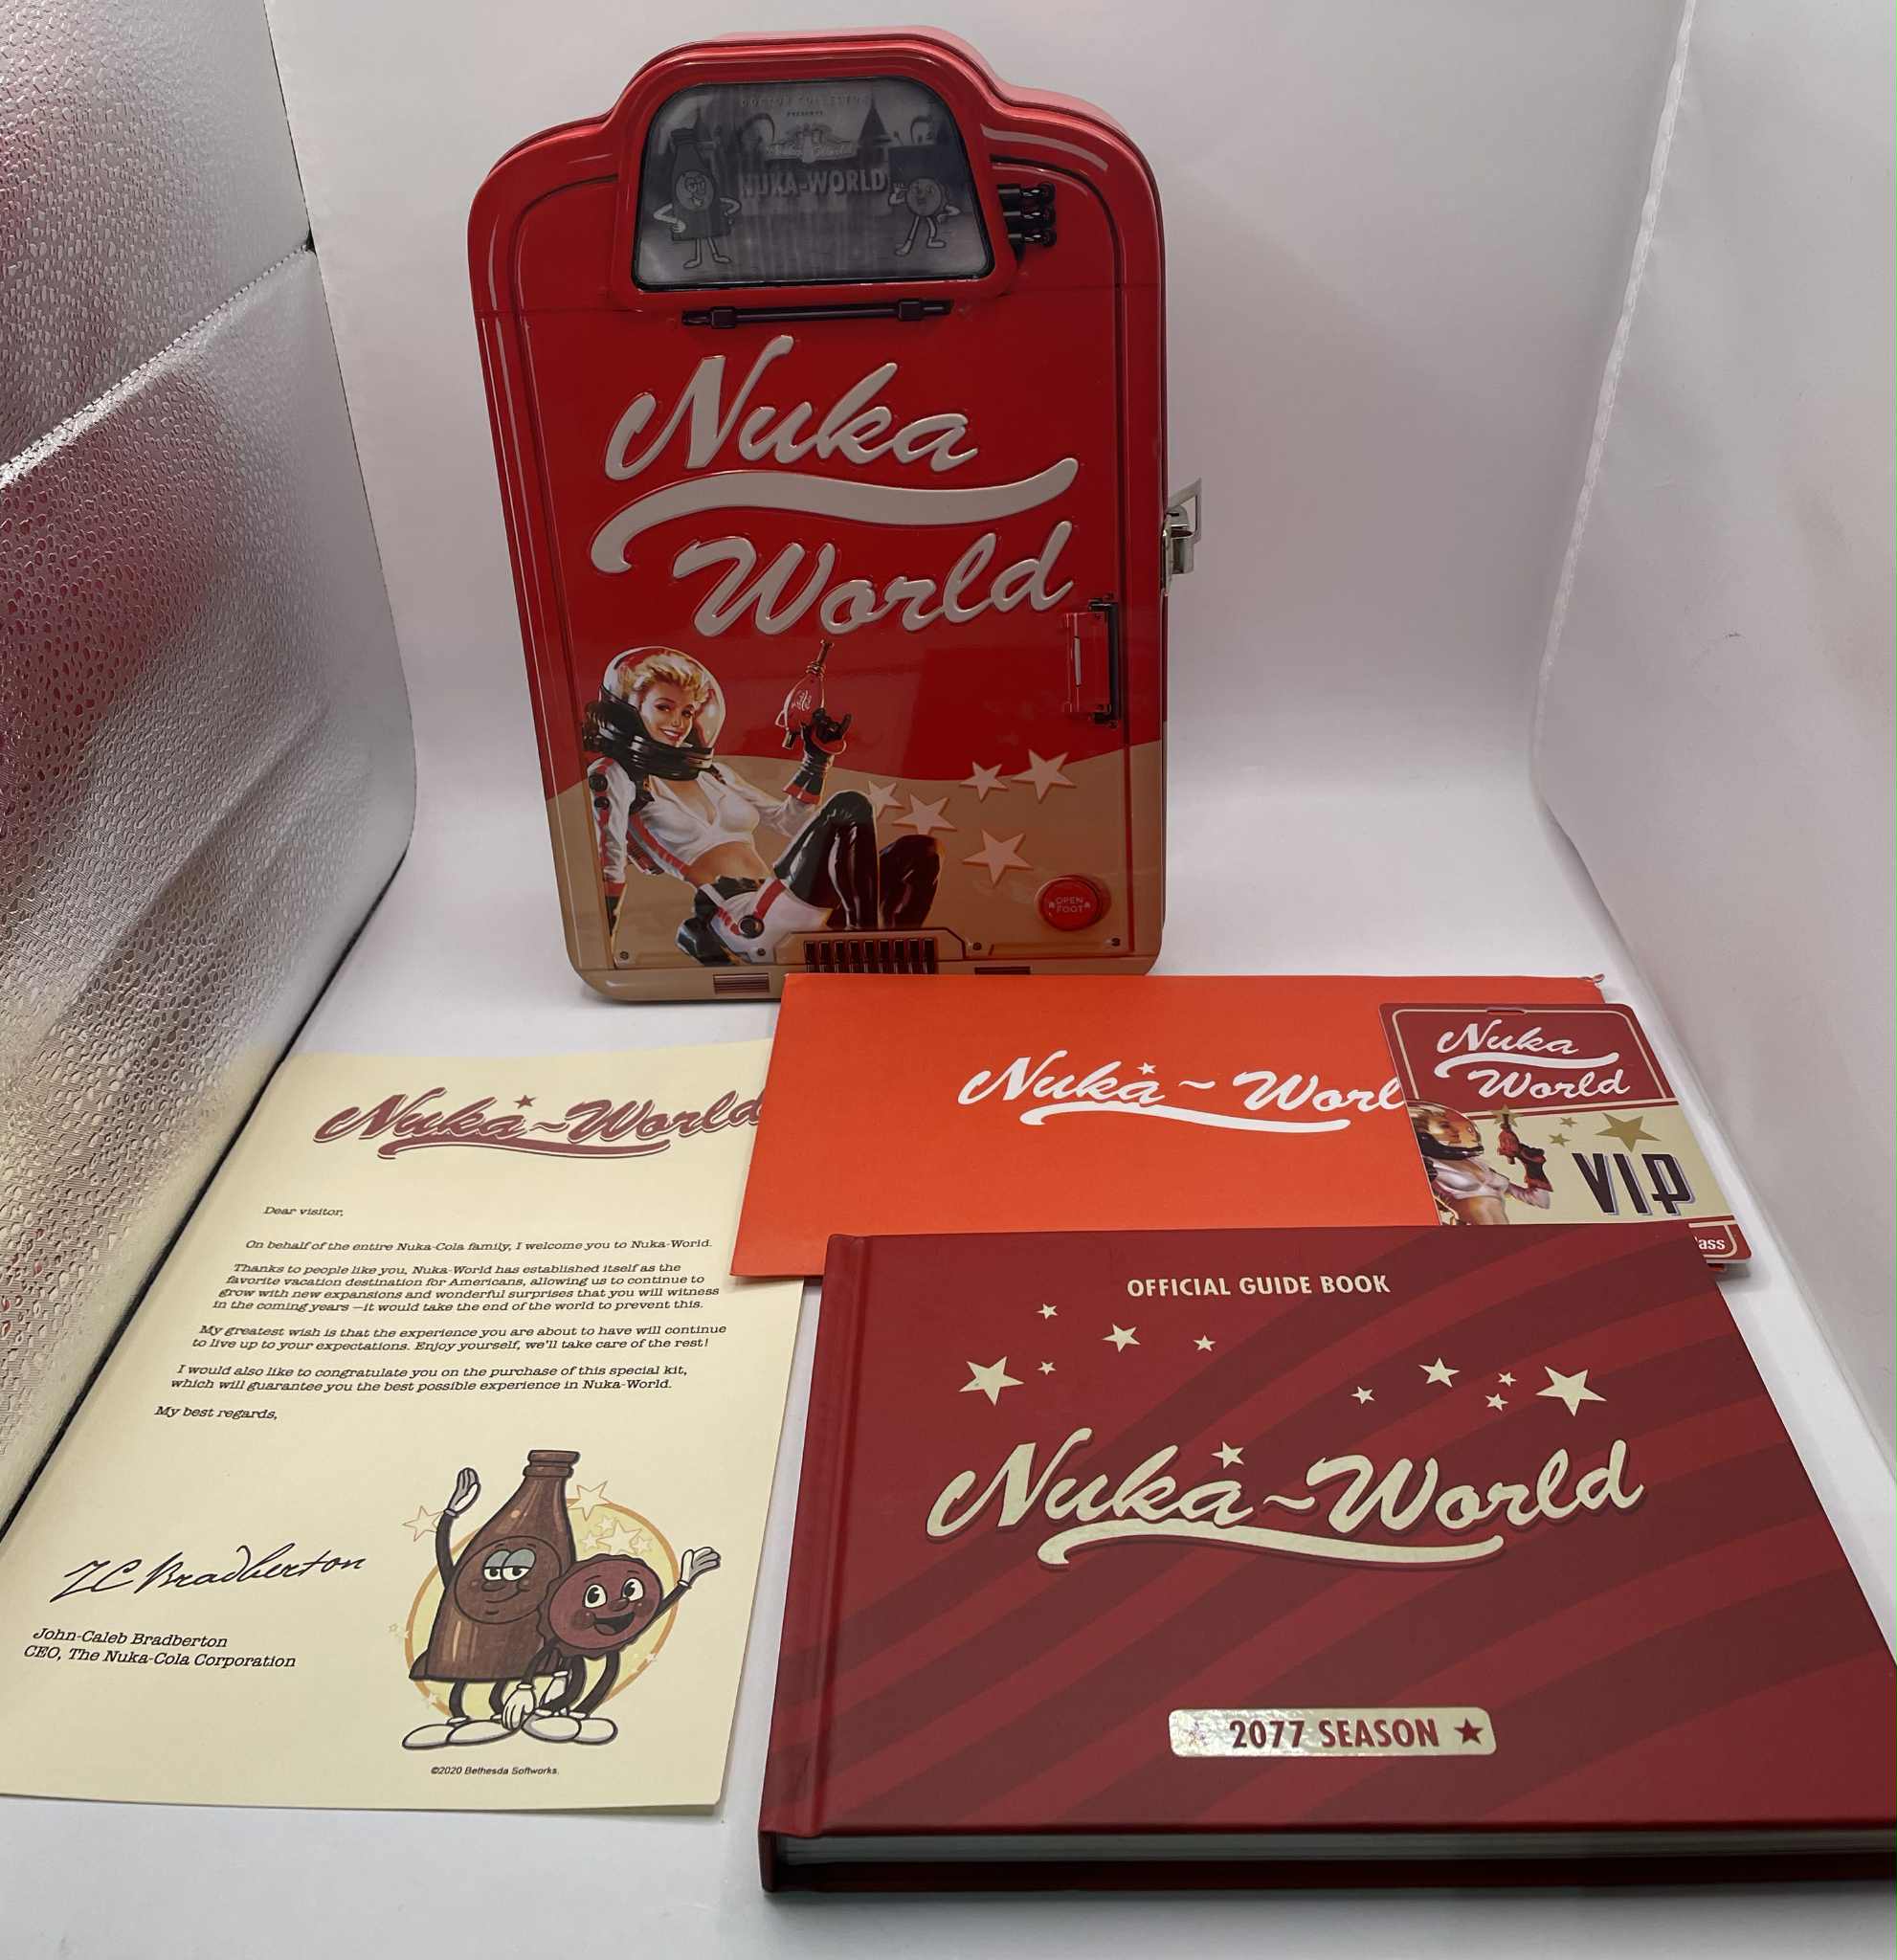 DOCTOR COLLECTOR
PRESENTS
NUKA-WORLD
Nuka
World
OPEN
FOOT
Nuka~World
Dear visitor,
On behalf of the entire Nuka-Cola family, I welcome you to Nuka-World.
Thanks to people like you, Nuka-World has established itself as the
favorite vacation destination for Americans, allowing us to continue to
grow with new expansions and wonderful surprises that you will witness
in the coming years —it would take the end of the world to prevent this.
My greatest wish is that the experience you are about to have will continue
to live up to your expectations. Enjoy yourself, we'll take care of the rest!
I would also like to congratulate you on the purchase of this special kit,
which will guarantee you the best possible experience in Nuka-World.
My best regards,
JC Bradberton
John-Caleb Bradberton
CEO, The Nuka-Cola Corporation
©2020 Bethesda Softworks.
Nuka~Worl
Nuka
World
VIP
ass
OFFICIAL GUIDE BOOK
Nuka~World
2077 SEASON